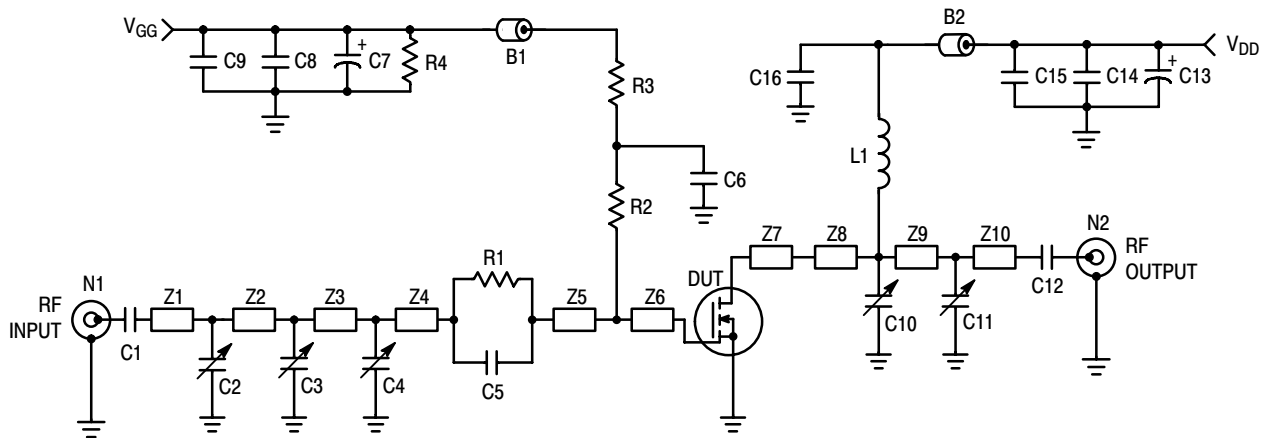 VGG
+
C9
C8
C7
R4
B1
R3
C6
R2
B2
VDD
+
C16
C15
C14
C13
L1
N1
RF
INPUT
C1
Z1
Z2
Z3
Z4
R1
C5
Z5
Z6
C2
C3
C4
DUT
Z7
Z8
Z9
Z10
C10
C11
C12
N2
RF
OUTPUT